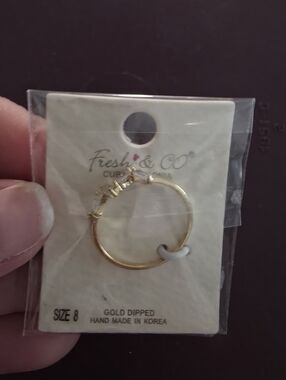 Fresh & CO®
SIZE 8
GOLD DIPPED
HAND MADE IN KOREA